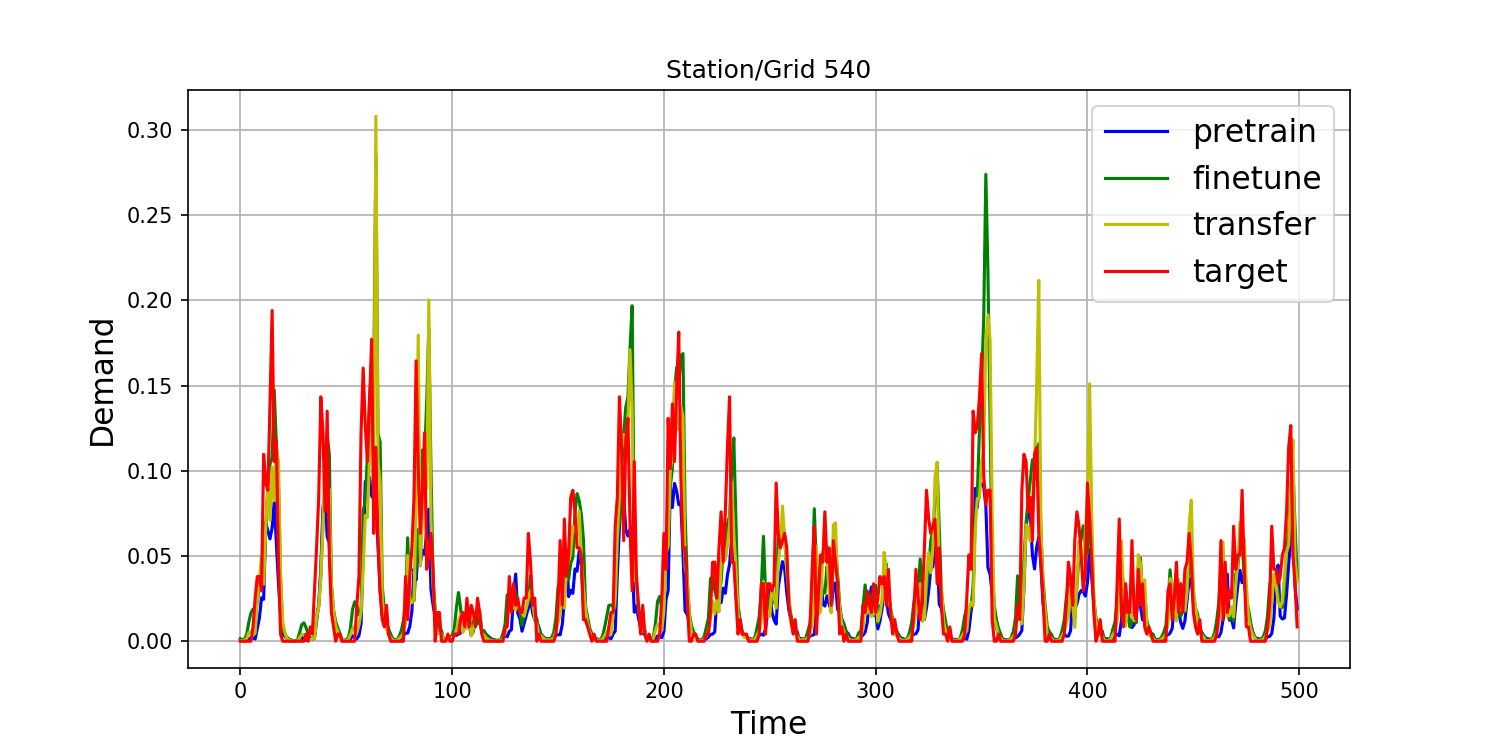 Station/Grid 540
0.30
0.25
0.20
0.15
0.10
0.05
0.00
Demand
pretrain
finetune
transfer
target
0 100 200 300 400 500
Time